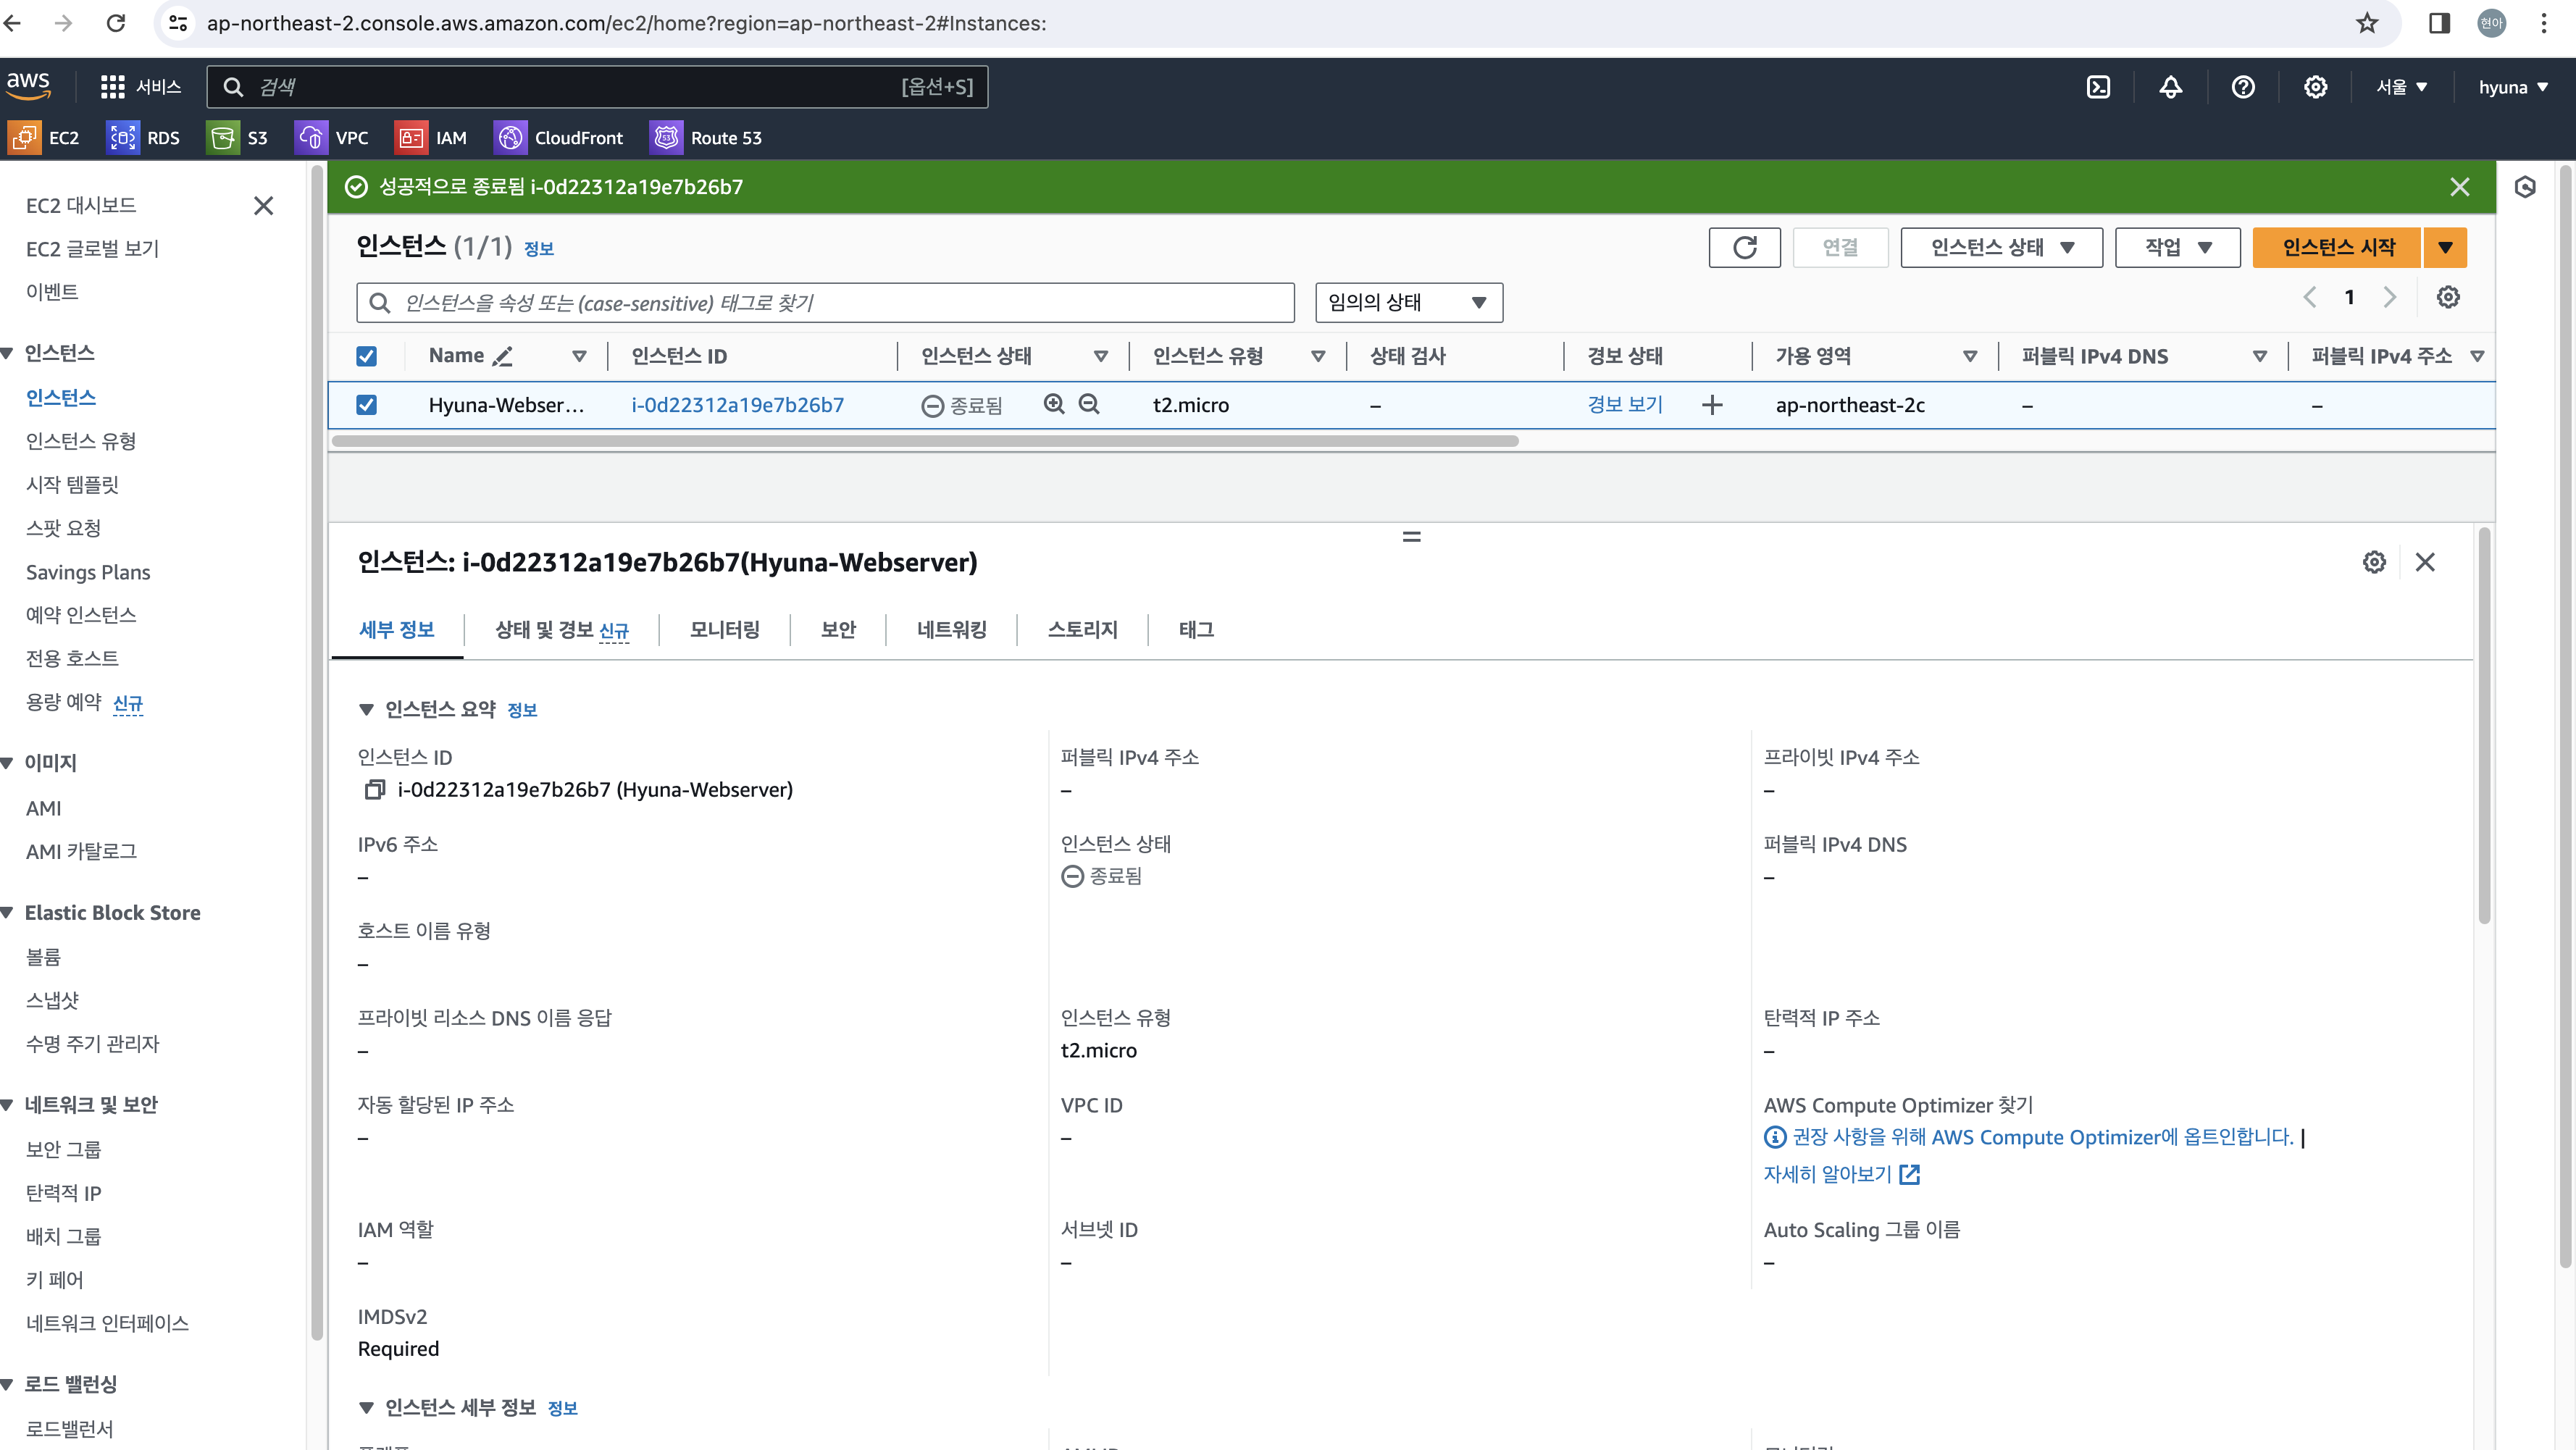 ap-northeast-2.console.aws.amazon.com/ec2/home?region=ap-northeast-2#Instances:
현아
aws
서비스
검색
[옵션+S]
서울
hyuna
EC2
RDS
S3
VPC
IAM
CloudFront
Route 53
EC2 대시보드
EC2 글로벌 보기
이벤트
인스턴스
인스턴스
인스턴스 유형
시작 템플릿
스팟 요청
Savings Plans
예약 인스턴스
전용 호스트
용량 예약 신규
이미지
AMI
AMI 카탈로그
Elastic Block Store
볼륨
스냅샷
수명 주기 관리자
네트워크 및 보안
보안 그룹
탄력적 IP
배치 그룹
키 페어
네트워크 인터페이스
로드 밸런싱
로드밸런서
성공적으로 종료됨 i-0d22312a19e7b26b7
인스턴스 (1/1) 정보
연결
인스턴스 상태
작업
인스턴스 시작
인스턴스을 속성 또는 (case-sensitive) 태그로 찾기
임의의 상태
1
Name 인스턴스 ID 인스턴스 상태 인스턴스 유형 상태 검사 경보 상태 가용 영역 퍼블릭 IPv4 DNS 퍼블릭 IPv4 주소
Hyuna-Webser... i-0d22312a19e7b26b7 종료됨 t2.micro – 경보 보기 + ap-northeast-2c – –
인스턴스: i-0d22312a19e7b26b7(Hyuna-Webserver)
세부 정보 상태 및 경보 신규 모니터링 보안 네트워킹 스토리지 태그
인스턴스 요약 정보
인스턴스 ID
i-0d22312a19e7b26b7 (Hyuna-Webserver)
퍼블릭 IPv4 주소
–
프라이빗 IPv4 주소
–
IPv6 주소
–
인스턴스 상태
종료됨
퍼블릭 IPv4 DNS
–
호스트 이름 유형
–
프라이빗 리소스 DNS 이름 응답
–
인스턴스 유형
t2.micro
탄력적 IP 주소
–
자동 할당된 IP 주소
–
VPC ID
–
AWS Compute Optimizer 찾기
권장 사항을 위해 AWS Compute Optimizer에 옵트인합니다. |
자세히 알아보기
IAM 역할
–
서브넷 ID
–
Auto Scaling 그룹 이름
–
IMDSv2
Required
인스턴스 세부 정보 정보